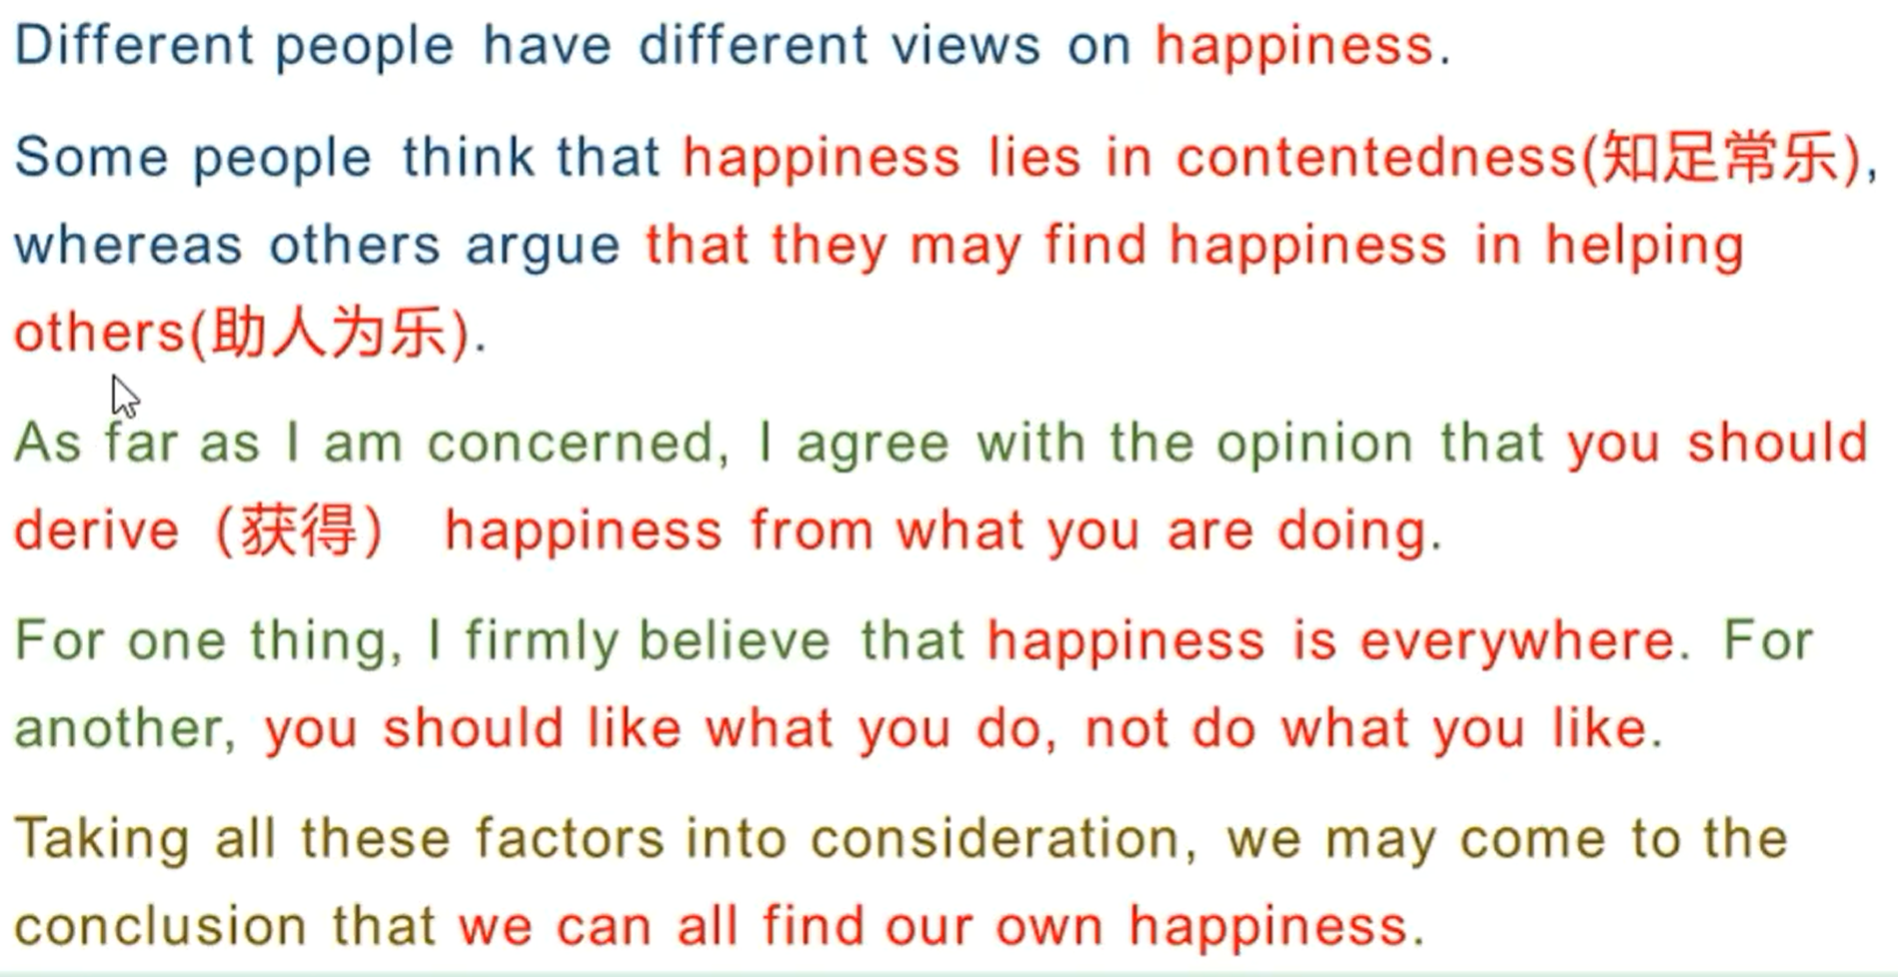 Different people have different views on happiness.
Some people think that happiness lies in contentedness(知足常乐),
whereas others argue that they may find happiness in helping
others(助人为乐).
As far as I am concerned, I agree with the opinion that you should
derive（获得） happiness from what you are doing.
For one thing, I firmly believe that happiness is everywhere. For
another, you should like what you do, not do what you like.
Taking all these factors into consideration, we may come to the
conclusion that we can all find our own happiness.